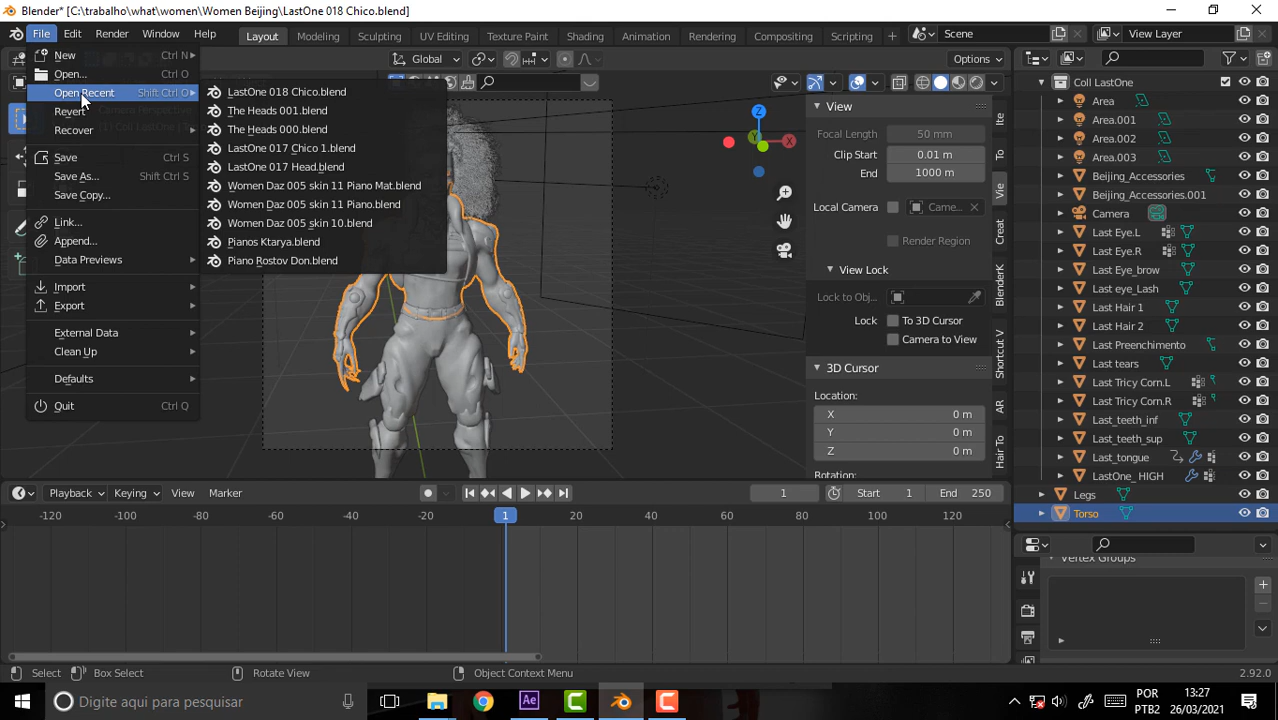 Blender* [C:\trabalho\what\women\Women Beijing\LastOne 018 Chico.blend]
File Edit Render Window Help Layout Modeling Sculpting UV Editing Texture Paint Shading Animation Rendering Compositing Scripting Scene View Layer
Global Options
New Ctrl N
Open... Ctrl O
Open Recent Shift Ctrl O
Revert
Recover
Save Ctrl S
Save As... Shift Ctrl S
Save Copy...
Link...
Append...
Data Previews
Import
Export
External Data
Clean Up
Defaults
Quit Ctrl Q
LastOne 018 Chico.blend
The Heads 001.blend
The Heads 000.blend
LastOne 017 Chico 1.blend
LastOne 017 Head.blend
Women Daz 005 skin 11 Piano Mat.blend
Women Daz 005 skin 11 Piano.blend
Women Daz 005 skin 10.blend
Pianos Ktarya.blend
Piano Rostov Don.blend
X
Y
Z
View
Focal Length 50 mm
Clip Start 0.01 m
End 1000 m
Local Camera Came...
Render Region
View Lock
Lock to Obj...
Lock To 3D Cursor
Camera to View
3D Cursor
Location:
X 0 m
Y 0 m
Z 0 m
Rotation:
Ite
To
Vie
Creat
BlenderK
Shortcut V
AR
Hair To
Coll LastOne
Area
Area.001
Area.002
Area.003
Beijing_Accessories
Beijing_Accessories.001
Camera
Last Eye.L
Last Eye.R
Last Eye_brow
Last eye_Lash
Last Hair 1
Last Hair 2
Last Preenchimento
Last tears
Last Tricy Corn.L
Last Tricy Corn.R
Last_teeth_inf
Last_teeth_sup
Last_tongue
LastOne_ HIGH
Legs
Torso
Vertex Groups
Playback Keying View Marker 1 Start 1 End 250
-120 -100 -80 -60 -40 -20 1 20 40 60 80 100 120
Select Box Select Rotate View Object Context Menu 2.92.0
Digite aqui para pesquisar
POR
PTB2
13:27
26/03/2021